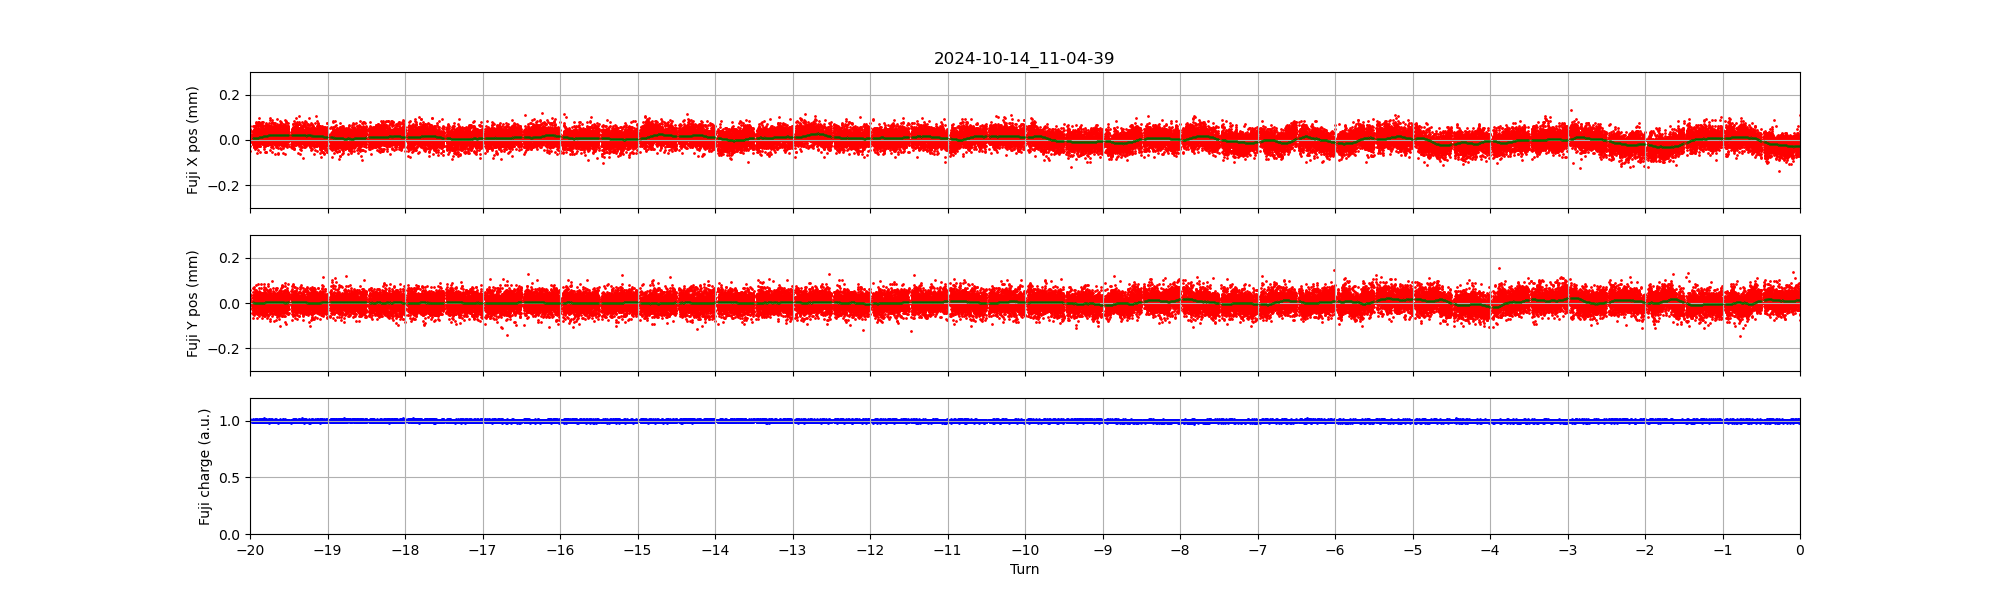 2024-10-14_11-04-39
Fuji X pos (mm)
0.2
0.0
−0.2
Fuji Y pos (mm)
0.2
0.0
−0.2
Fuji charge (a.u.)
1.0
0.5
0.0
−20 −19 −18 −17 −16 −15 −14 −13 −12 −11 −10 −9 −8 −7 −6 −5 −4 −3 −2 −1 0
Turn